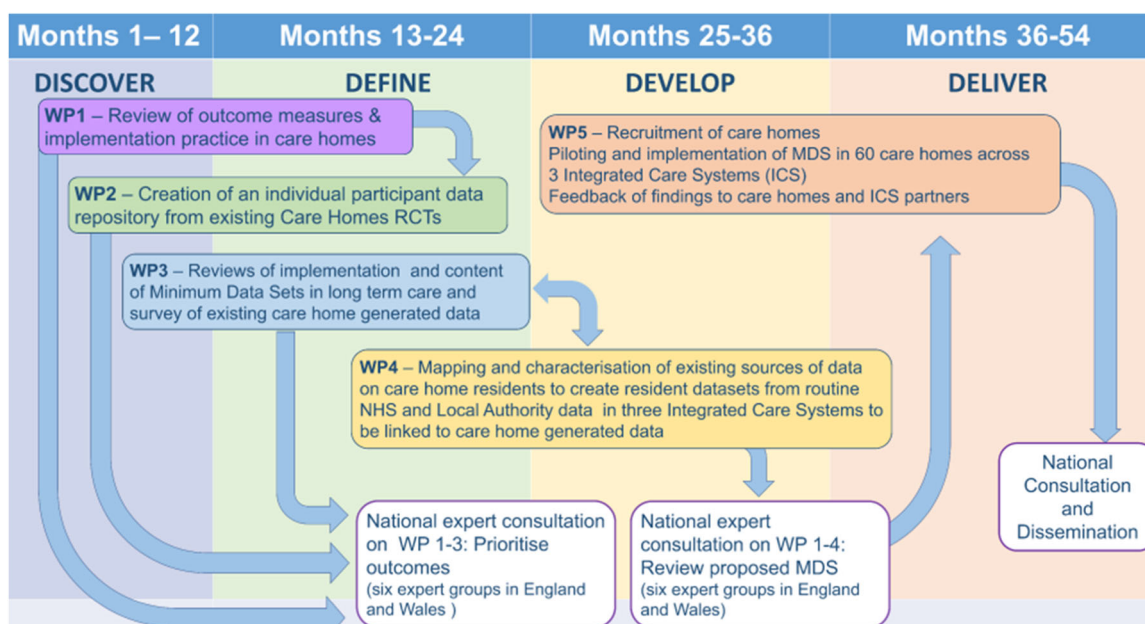 Months 1– 12
Months 13-24
Months 25-36
Months 36-54
DISCOVER
DEFINE
DEVELOP
DELIVER
WP1 – Review of outcome measures &
implementation practice in care homes
WP5 – Recruitment of care homes
Piloting and implementation of MDS in 60 care homes across
3 Integrated Care Systems (ICS)
Feedback of findings to care homes and ICS partners
WP2 – Creation of an individual participant data
repository from existing Care Homes RCTs
WP3 – Reviews of implementation and content
of Minimum Data Sets in long term care and
survey of existing care home generated data
WP4 – Mapping and characterisation of existing sources of data
on care home residents to create resident datasets from routine
NHS and Local Authority data in three Integrated Care Systems to
be linked to care home generated data
National expert consultation
on WP 1-3: Prioritise
outcomes
(six expert groups in England
and Wales )
National expert
consultation on WP 1-4:
Review proposed MDS
(six expert groups in England
and Wales)
National
Consultation
and
Dissemination